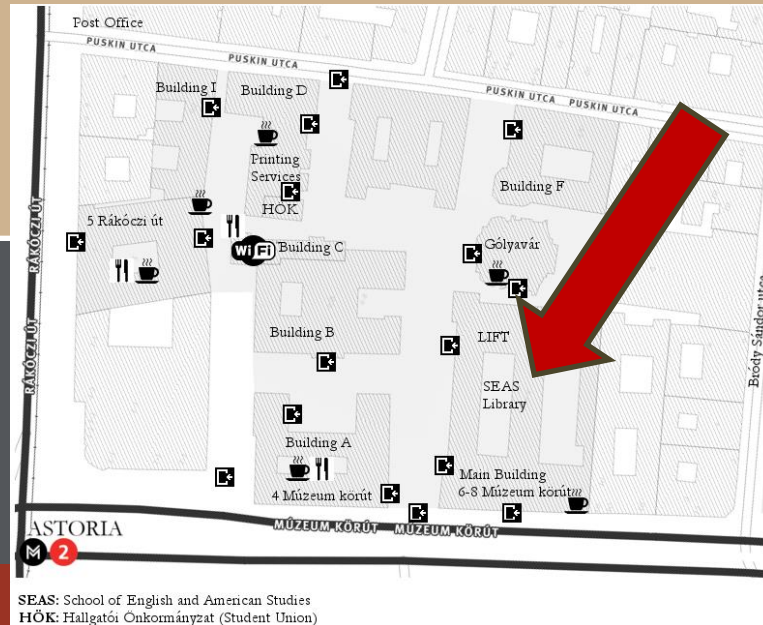 Post Office
PUSKIN UTCA
PUSKIN UTCA
PUSKIN UTCA PUSKIN UTCA
Building I
Building D
Printing
Services
HÖK
Building F
5 Rákóczi út
RÁKÓCZI ÚT
RÁKÓCZI ÚT
WiFi
Building C
Gólyavár
Bródy Sándor utca
Building B
LIFT
SEAS
Library
Building A
4 Múzeum körút
Main Building
6-8 Múzeum körút
MÚZEUM KÖRÚT MÚZEUM KÖRÚT
ASTORIA
M 2
SEAS: School of English and American Studies
HÖK: Hallgatói Önkormányzat (Student Union)